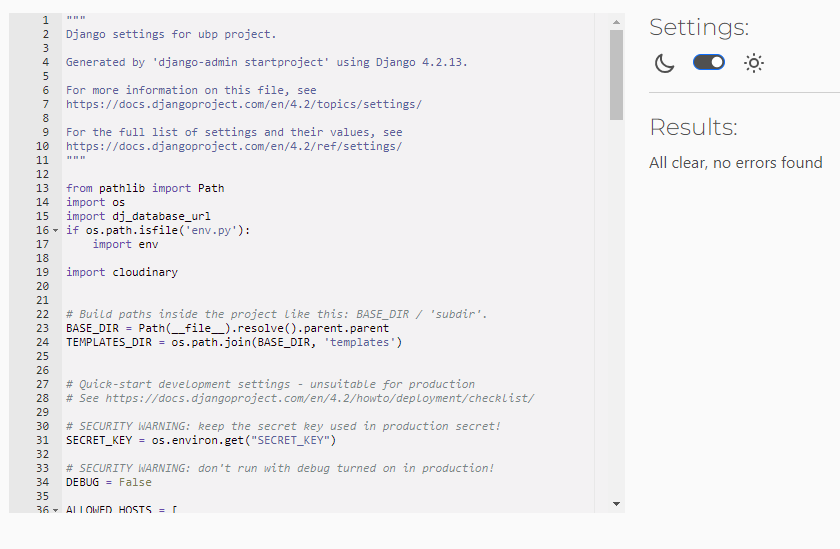 1 """
2 Django settings for ubp project.
3
4 Generated by 'django-admin startproject' using Django 4.2.13.
5
6 For more information on this file, see
7 https://docs.djangoproject.com/en/4.2/topics/settings/
8
9 For the full list of settings and their values, see
10 https://docs.djangoproject.com/en/4.2/ref/settings/
11 """
12
13 from pathlib import Path
14 import os
15 import dj_database_url
16 if os.path.isfile('env.py'):
17     import env
18
19 import cloudinary
20
21
22 # Build paths inside the project like this: BASE_DIR / 'subdir'.
23 BASE_DIR = Path(__file__).resolve().parent.parent
24 TEMPLATES_DIR = os.path.join(BASE_DIR, 'templates')
25
26
27 # Quick-start development settings - unsuitable for production
28 # See https://docs.djangoproject.com/en/4.2/howto/deployment/checklist/
29
30 # SECURITY WARNING: keep the secret key used in production secret!
31 SECRET_KEY = os.environ.get("SECRET_KEY")
32
33 # SECURITY WARNING: don't run with debug turned on in production!
34 DEBUG = False
35
36 ALLOWED_HOSTS = [
Settings:
Results:
All clear, no errors found